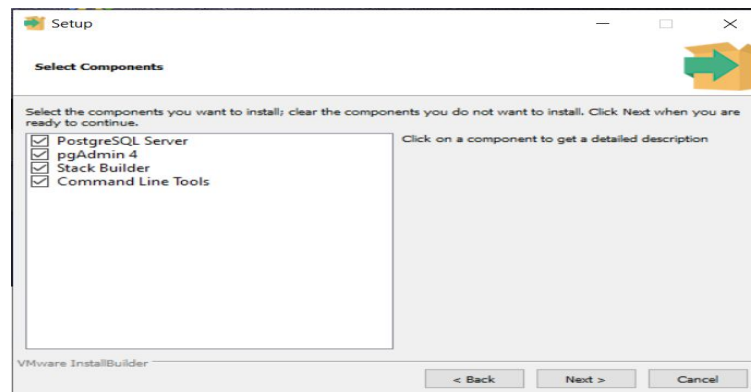 Setup
Select Components
Select the components you want to install; clear the components you do not want to install. Click Next when you are
ready to continue.
PostgreSQL Server
pgAdmin 4
Stack Builder
Command Line Tools
Click on a component to get a detailed description
VMware InstallBuilder
< Back
Next >
Cancel